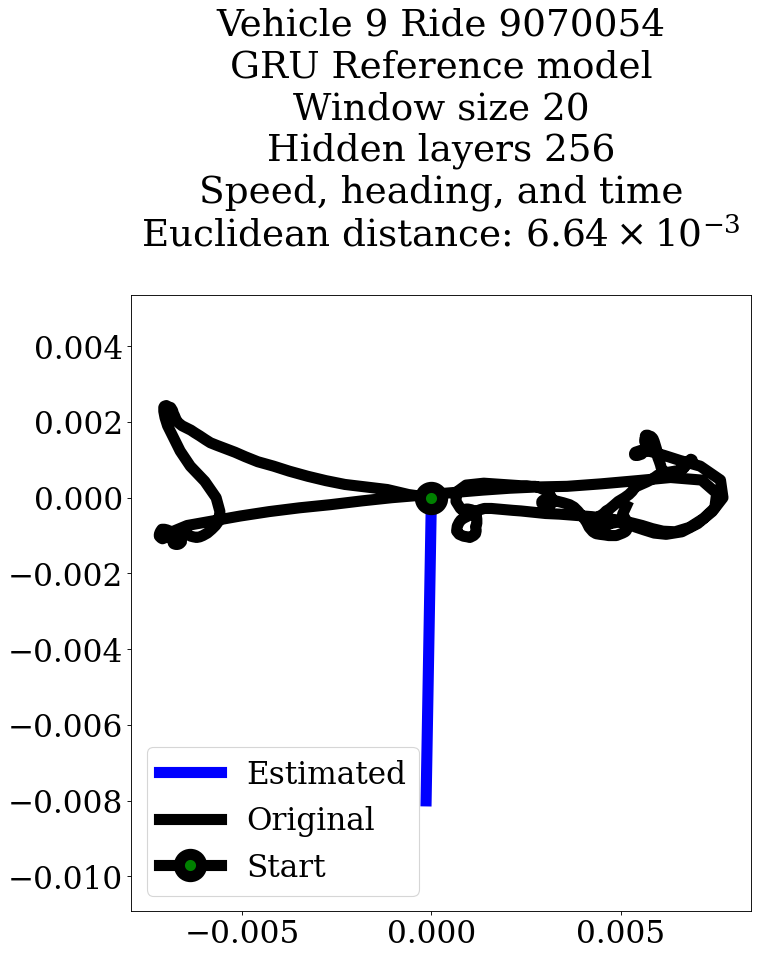 Vehicle 9 Ride 9070054
GRU Reference model
Window size 20
Hidden layers 256
Speed, heading, and time
Euclidean distance: 6.64 × 10⁻³
0.004
0.002
0.000
−0.002
−0.004
−0.006
−0.008
−0.010
Estimated
Original
Start
−0.005
0.000
0.005